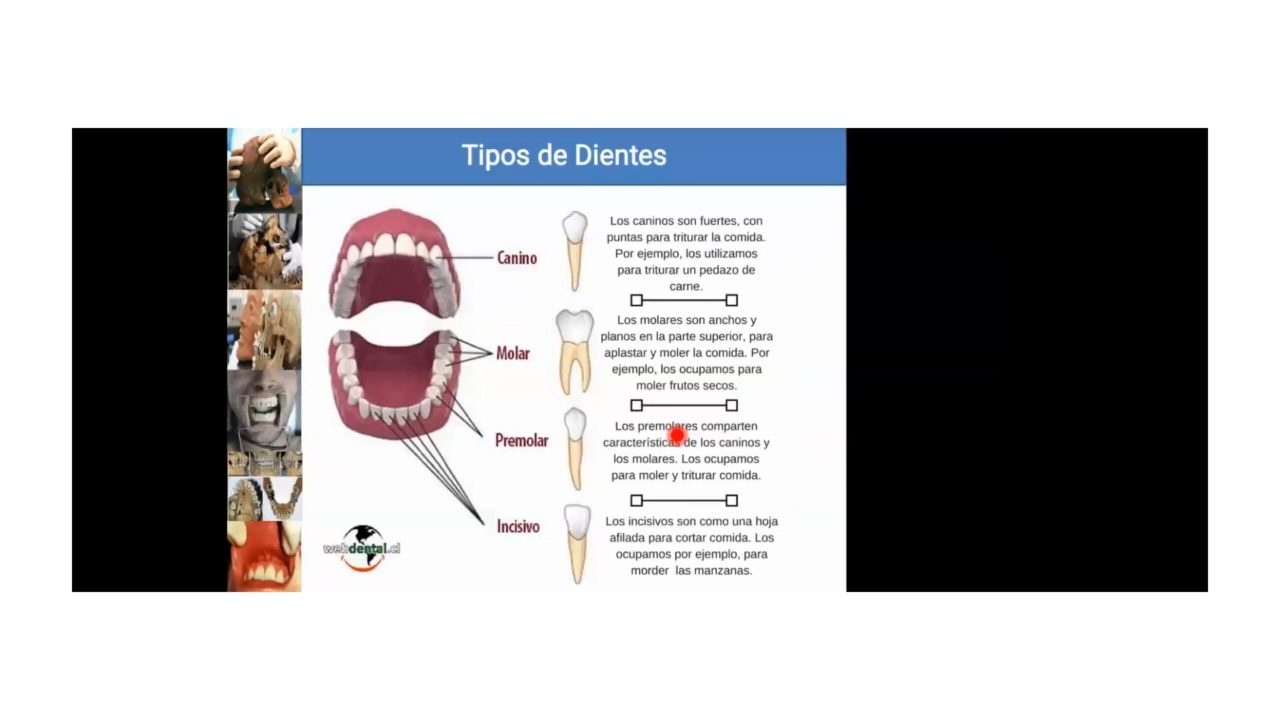 Tipos de Dientes
Canino
Los caninos son fuertes, con
puntas para triturar la comida.
Por ejemplo, los utilizamos
para triturar un pedazo de
carne.
Molar
Los molares son anchos y
planos en la parte superior, para
aplastar y moler la comida. Por
ejemplo, los ocupamos para
moler frutos secos.
Premolar
Los premolares comparten
características de los caninos y
los molares. Los ocupamos
para moler y triturar comida.
Incisivo
Los incisivos son como una hoja
afilada para cortar comida. Los
ocupamos por ejemplo, para
morder las manzanas.
webdental.cl